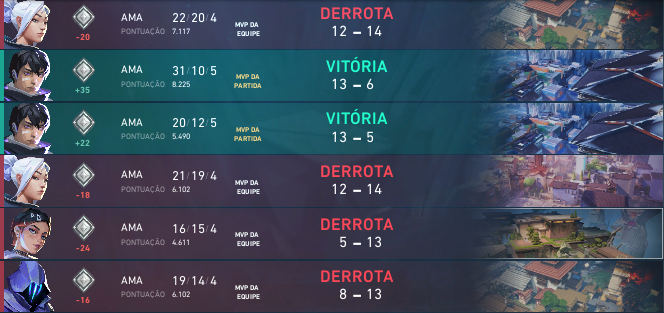 AMA 22/20/4 MVP DA EQUIPE DERROTA
-20 PONTUAÇÃO 7.117 12 – 14
AMA 31/10/5 MVP DA PARTIDA VITÓRIA
+35 PONTUAÇÃO 8.225 13 – 6
AMA 20/12/5 MVP DA PARTIDA VITÓRIA
+22 PONTUAÇÃO 5.490 13 – 5
AMA 21/19/4 MVP DA EQUIPE DERROTA
-18 PONTUAÇÃO 6.102 12 – 14
AMA 16/15/4 MVP DA EQUIPE DERROTA
-24 PONTUAÇÃO 4.611 5 – 13
AMA 19/14/4 MVP DA EQUIPE DERROTA
-16 PONTUAÇÃO 6.102 8 – 13